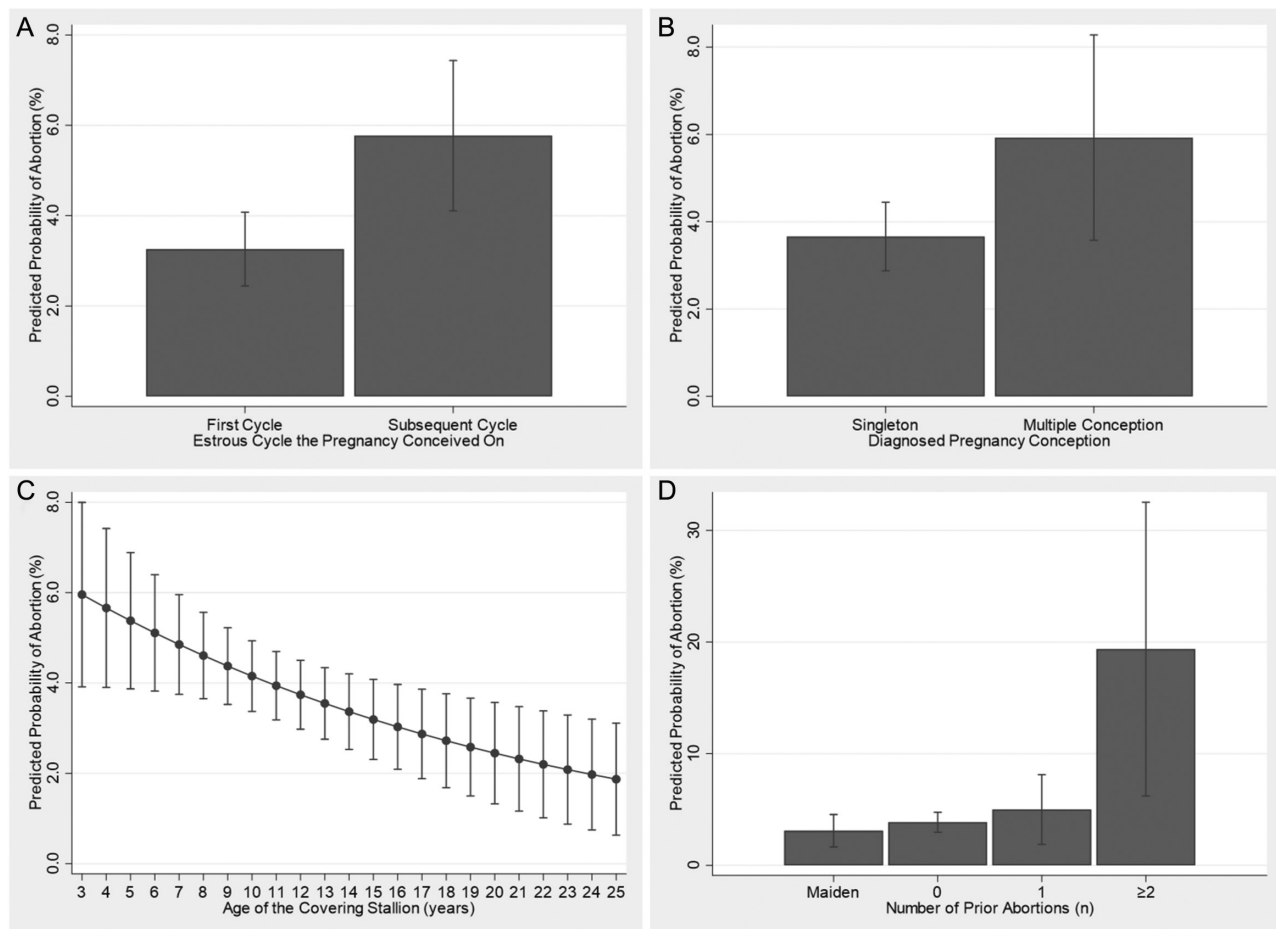 A
Predicted Probability of Abortion (%)
8.0
6.0
4.0
2.0
0.0
First Cycle Subsequent Cycle
Estrous Cycle the Pregnancy Conceived On
B
Predicted Probability of Abortion (%)
8.0
6.0
4.0
2.0
0.0
Singleton Multiple Conception
Diagnosed Pregnancy Conception
C
Predicted Probability of Abortion (%)
8.0
6.0
4.0
2.0
0.0
3 4 5 6 7 8 9 10 11 12 13 14 15 16 17 18 19 20 21 22 23 24 25
Age of the Covering Stallion (years)
D
Predicted Probability of Abortion (%)
30
20
10
0
Maiden 0 1 ≥2
Number of Prior Abortions (n)